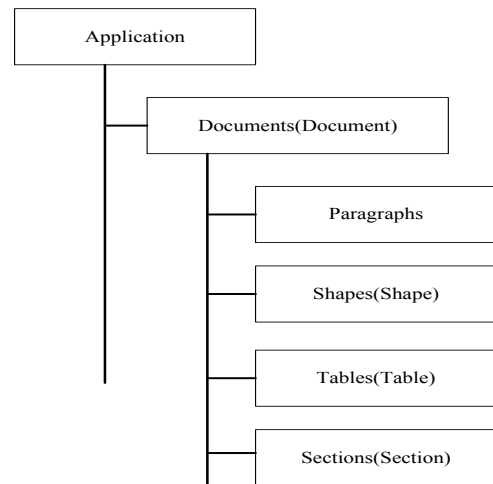 Application
Documents(Document)
Paragraphs
Shapes(Shape)
Tables(Table)
Sections(Section)